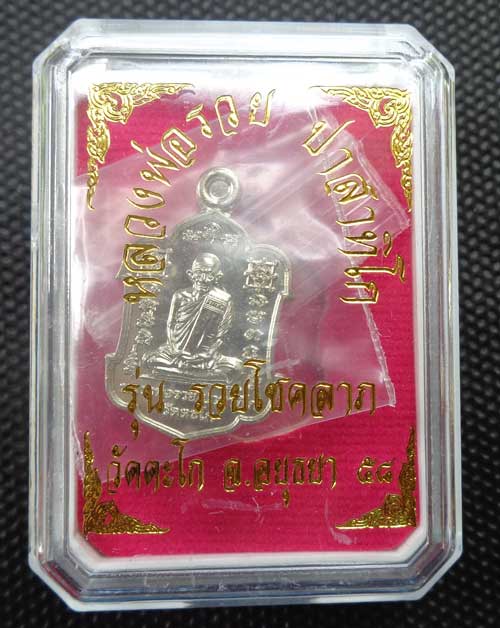 หลวงพ่อรวย ปาสาทิโก
รุ่น รวยโชคลาภ
วัดตะโก อ.อยุธยา ๕๘